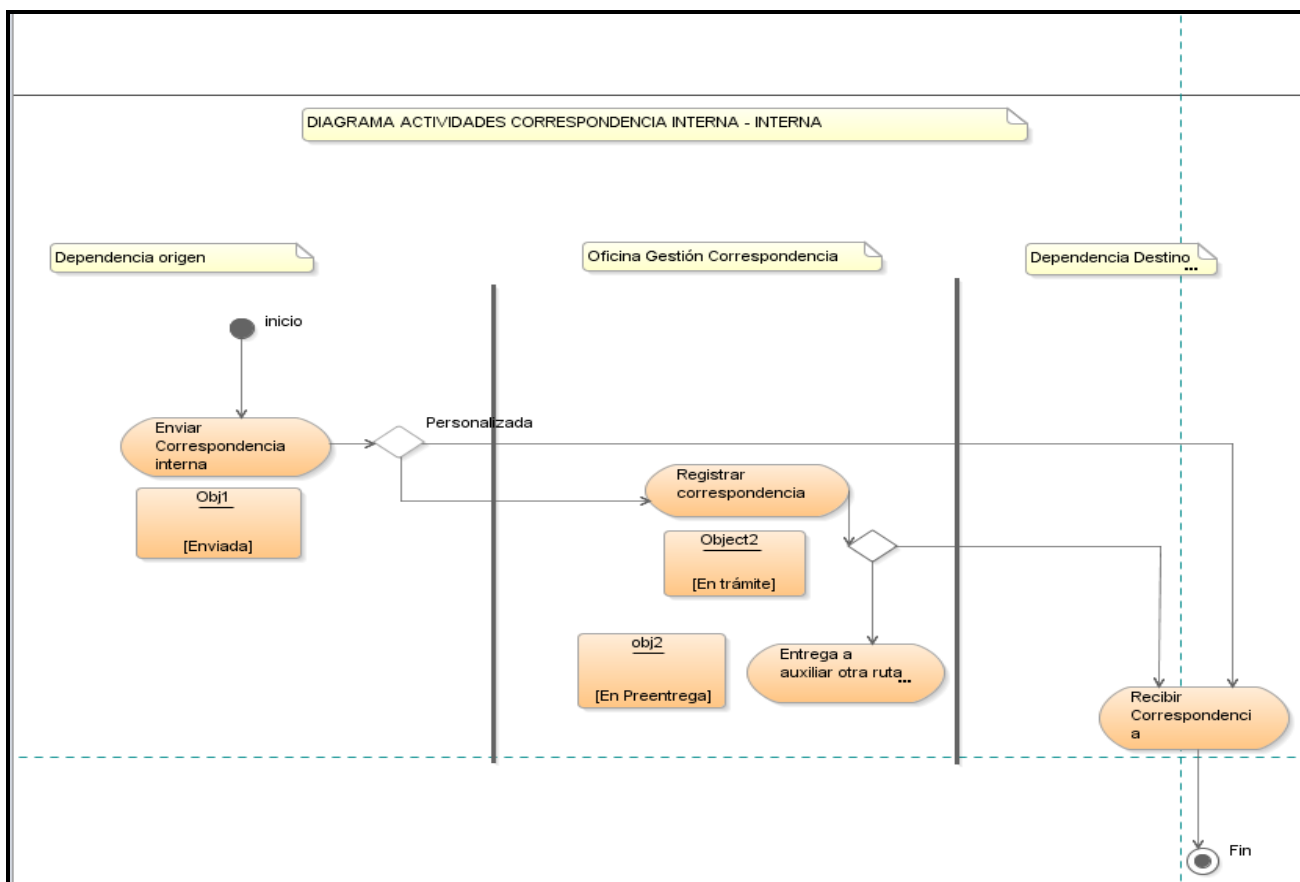 DIAGRAMA ACTIVIDADES CORRESPONDENCIA INTERNA - INTERNA
Dependencia origen
Oficina Gestión Correspondencia
Dependencia Destino...
inicio
Enviar
Correspondencia
interna
Personalizada
Obj1
[Enviada]
Registrar
correspondencia
Object2
[En trámite]
obj2
[En Preentrega]
Entrega a
auxiliar otra ruta...
Recibir
Correspondenci
a
Fin